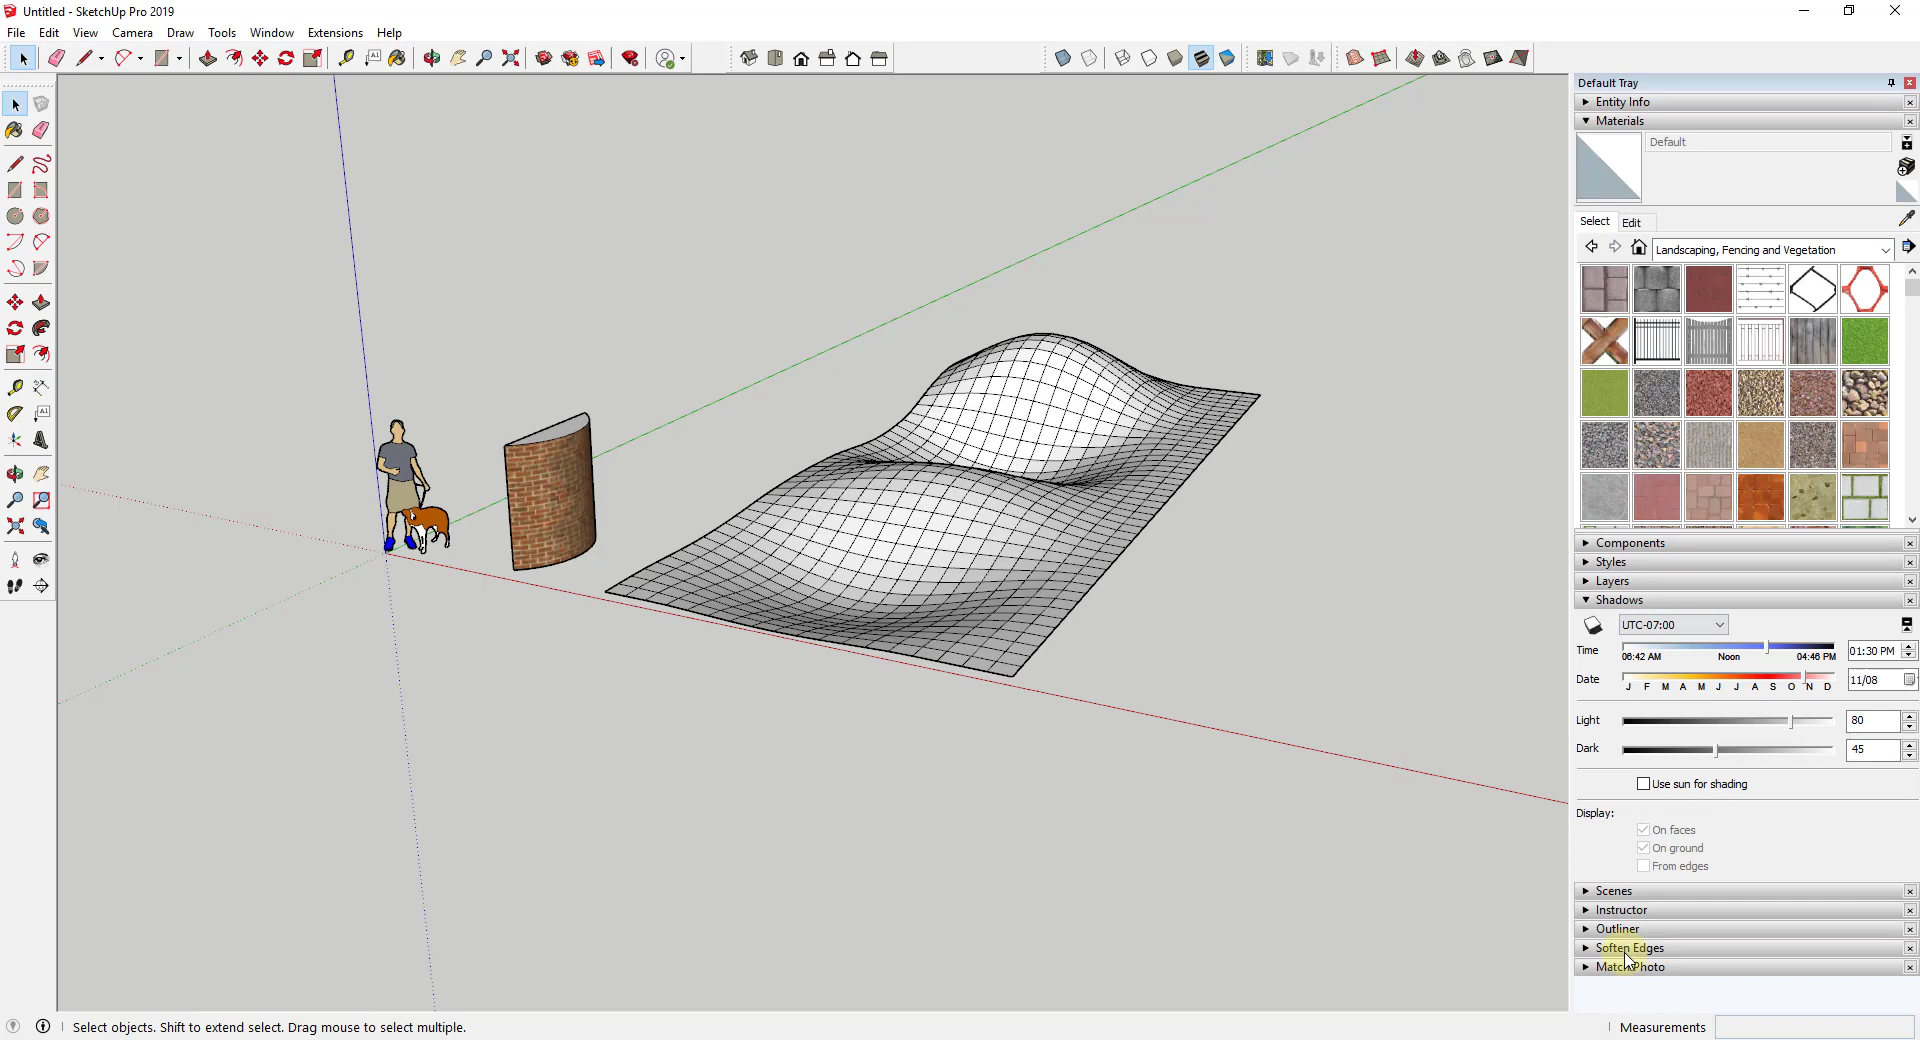 Untitled - SketchUp Pro 2019
File Edit View Camera Draw Tools Window Extensions Help
Default Tray
Entity Info
Materials
Default
Select Edit
Landscaping, Fencing and Vegetation
Components
Styles
Layers
Shadows
UTC-07:00
Time 06:42 AM Noon 04:46 PM 01:30 PM
Date J F M A M J J A S O N D 11/08
Light 80
Dark 45
Use sun for shading
Display:
On faces
On ground
From edges
Scenes
Instructor
Outliner
Soften Edges
Match Photo
Select objects. Shift to extend select. Drag mouse to select multiple.
Measurements